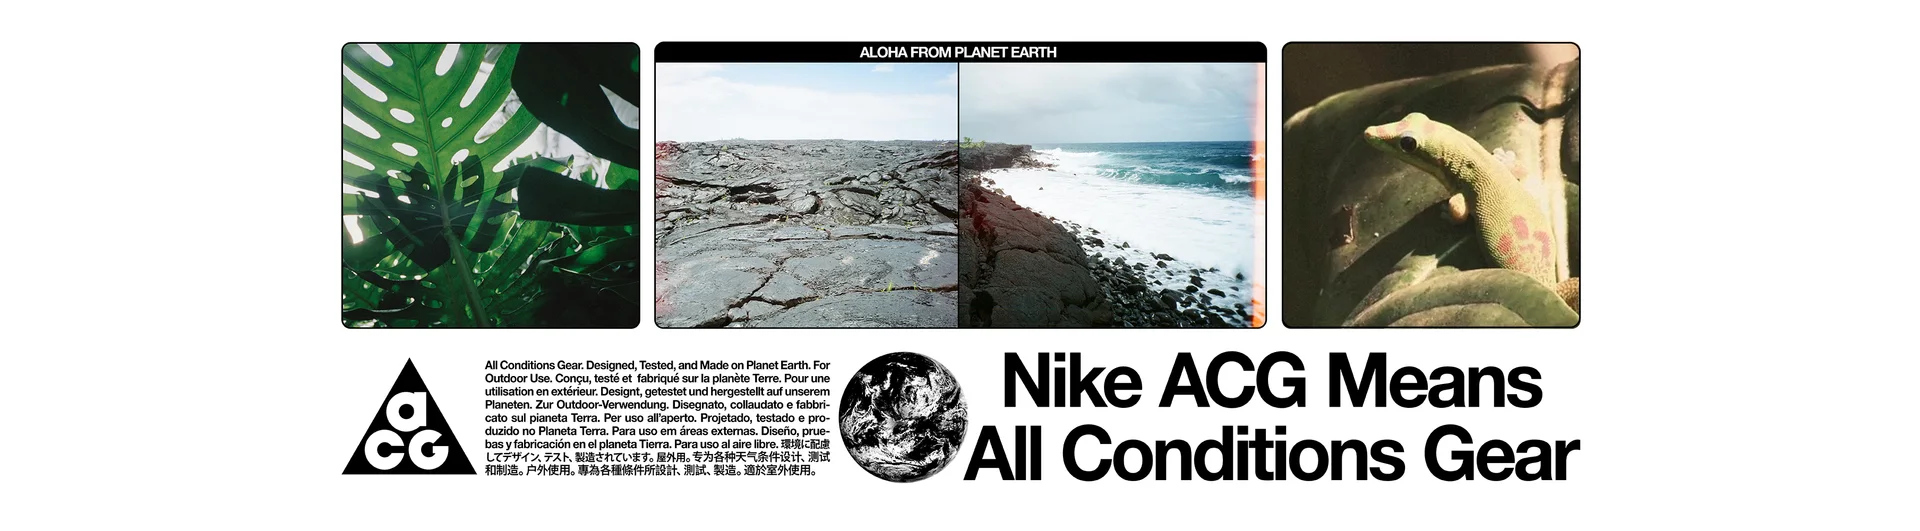 ALOHA FROM PLANET EARTH
a
CG
All Conditions Gear. Designed, Tested, and Made on Planet Earth. For
Outdoor Use. Conçu, testé et fabriqué sur la planète Terre. Pour une
utilisation en extérieur. Designt, getestet und hergestellt auf unserem
Planeten. Zur Outdoor-Verwendung. Disegnato, collaudato e fabbri-
cato sul pianeta Terra. Per uso all'aperto. Projetado, testado e pro-
duzido no Planeta Terra. Para uso em áreas externas. Diseño, prue-
bas y fabricación en el planeta Tierra. Para uso al aire libre. 環境に配慮
してデザイン、テスト、製造されています。屋外用。专为各种天气条件设计、测试
和制造。户外使用。專為各種條件所設計、測試、製造。適於室外使用。
Nike ACG Means
All Conditions Gear